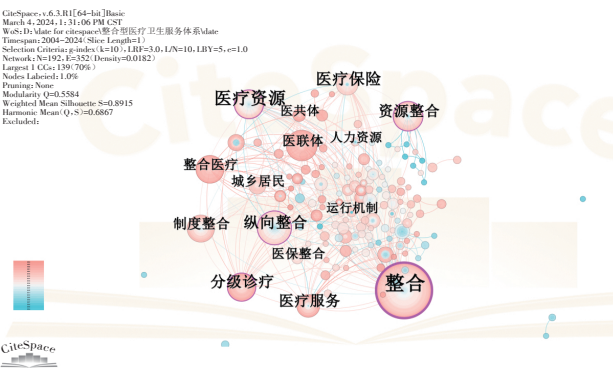 CiteSpace, v.6.3.R1[64-bit]Basic
March 4, 2024, 1:31:06 PM CST
WoS: D:\date for citespace\整合型医疗卫生服务体系\date
Timespan: 2004-2024 (Slice Length=1)
Selection Criteria: g-index(k=10), LRF=3.0, L/N=10, LBY=5, e=1.0
Network: N=192, E=352 (Density=0.0182)
Largest 1 CCs: 139(70%)
Nodes Labeied: 1.0%
Pruning: None
Modularity Q=0.5584
Weighted Mean Silhouette S=0.8915
Harmonic Mean(Q,S)=0.6867
Excluded:
CiteSpace
医疗保险
医疗资源
医共体
资源整合
医联体
人力资源
整合医疗
城乡居民
运行机制
制度整合
纵向整合
医保整合
分级诊疗
整合
医疗服务
CiteSpace